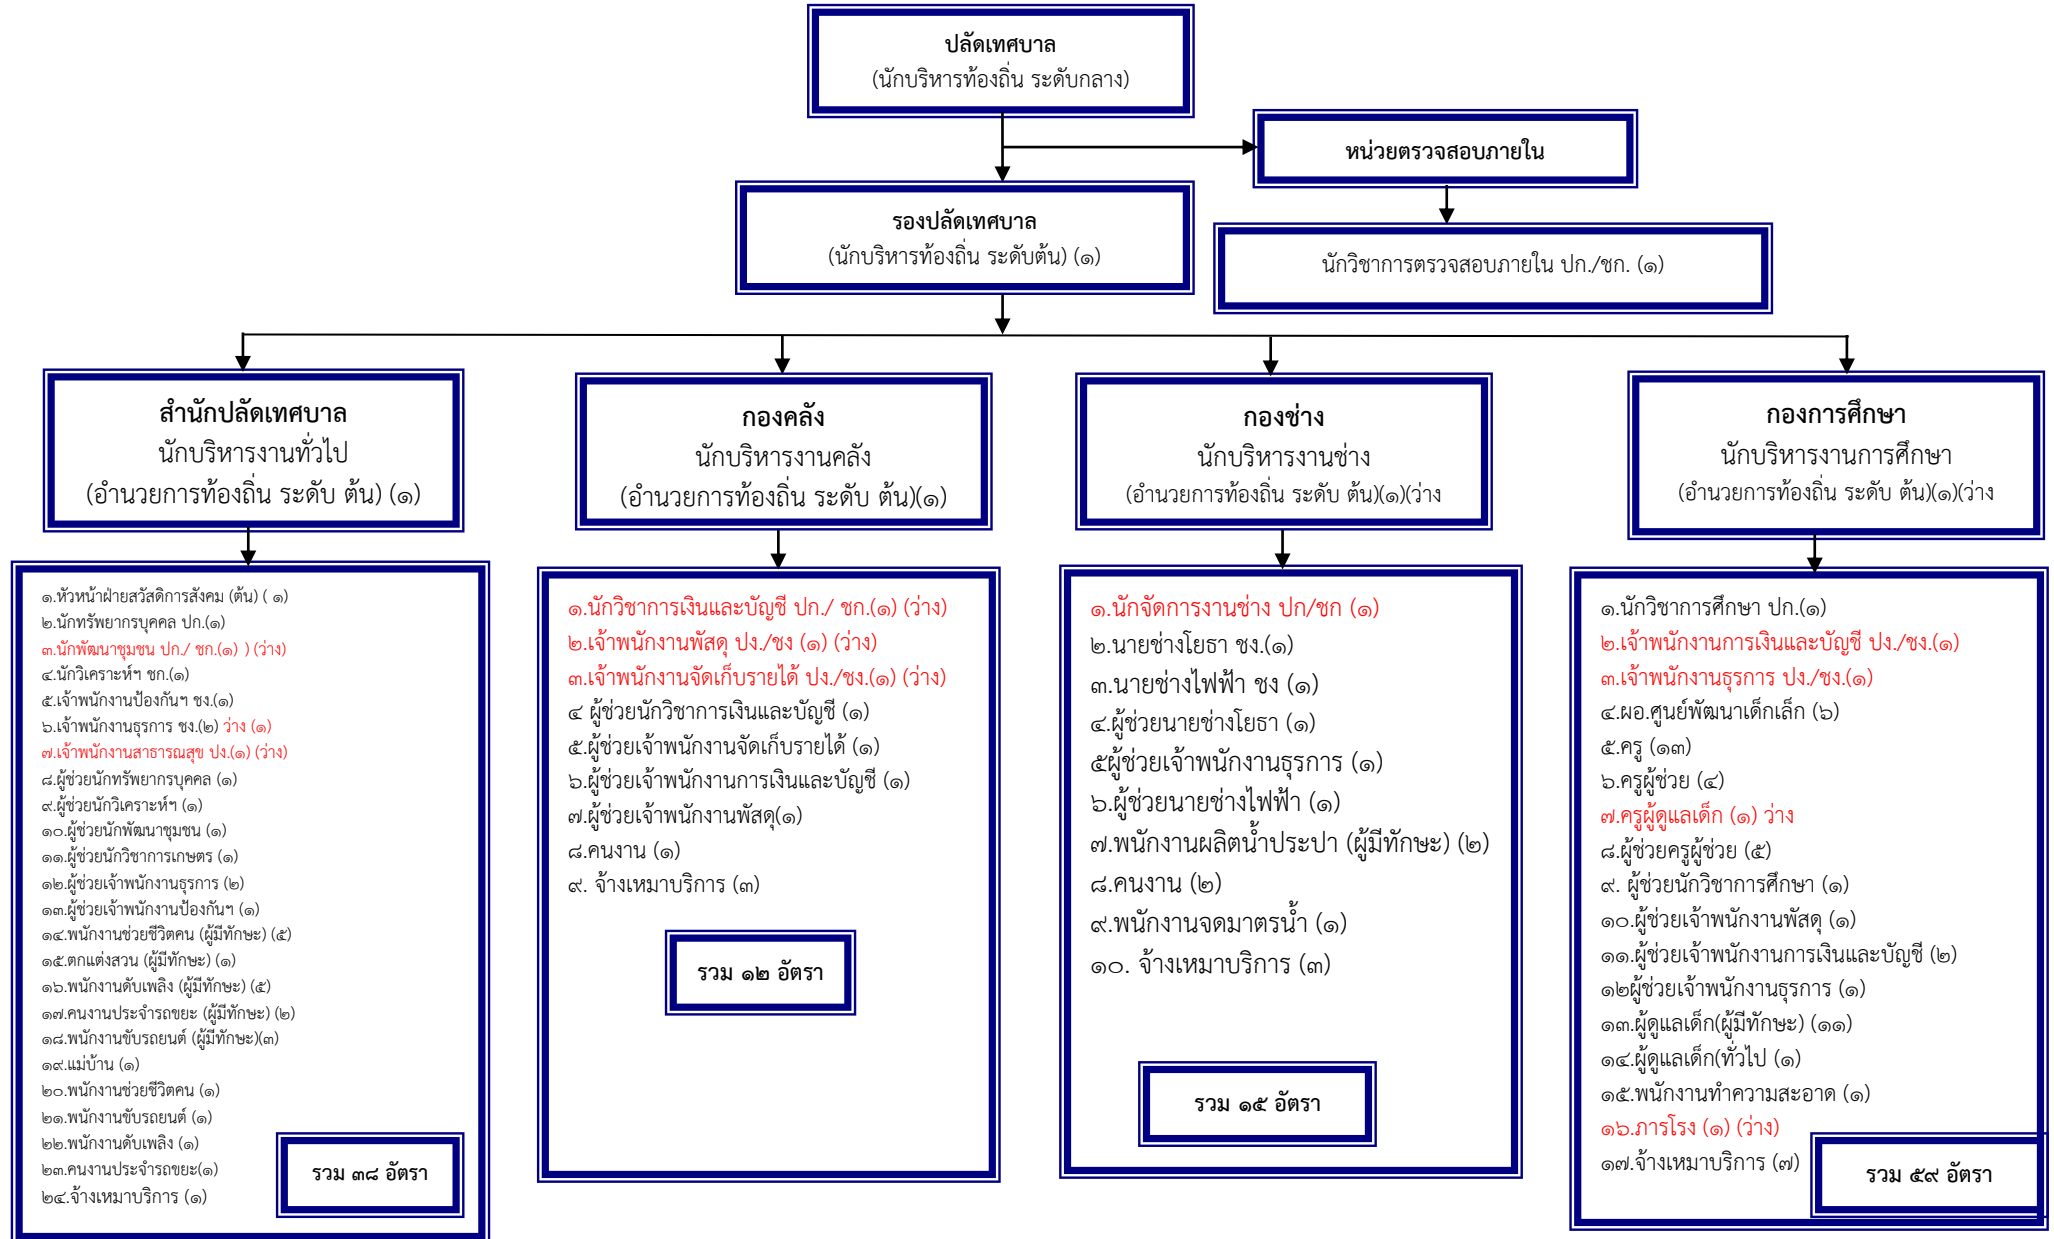 ปลัดเทศบาล
(นักบริหารท้องถิ่น ระดับกลาง)
หน่วยตรวจสอบภายใน
รองปลัดเทศบาล
(นักบริหารท้องถิ่น ระดับต้น) (๑)
นักวิชาการตรวจสอบภายใน ปก./ชก. (๑)
สำนักปลัดเทศบาล
นักบริหารงานทั่วไป
(อำนวยการท้องถิ่น ระดับ ต้น) (๑)
กองคลัง
นักบริหารงานคลัง
(อำนวยการท้องถิ่น ระดับ ต้น)(๑)
กองช่าง
นักบริหารงานช่าง
(อำนวยการท้องถิ่น ระดับ ต้น)(๑)(ว่าง
กองการศึกษา
นักบริหารงานการศึกษา
(อำนวยการท้องถิ่น ระดับ ต้น)(๑)(ว่าง
๑.หัวหน้าฝ่ายสวัสดิการสังคม (ต้น) ( ๑)
๒.นักทรัพยากรบุคคล ปก.(๑)
๓.นักพัฒนาชุมชน ปก./ ชก.(๑) ) (ว่าง)
๔.นักวิเคราะห์ฯ ชก.(๑)
๕.เจ้าพนักงานป้องกันฯ ชง.(๑)
๖.เจ้าพนักงานธุรการ ชง.(๒) ว่าง (๑)
๗.เจ้าพนักงานสาธารณสุข ปง.(๑) (ว่าง)
๘.ผู้ช่วยนักทรัพยากรบุคคล (๑)
๙.ผู้ช่วยนักวิเคราะห์ฯ (๑)
๑๐.ผู้ช่วยนักพัฒนาชุมชน (๑)
๑๑.ผู้ช่วยนักวิชาการเกษตร (๑)
๑๒.ผู้ช่วยเจ้าพนักงานธุรการ (๒)
๑๓.ผู้ช่วยเจ้าพนักงานป้องกันฯ (๑)
๑๔.พนักงานช่วยชีวิตคน (ผู้มีทักษะ) (๕)
๑๕.ตกแต่งสวน (ผู้มีทักษะ) (๑)
๑๖.พนักงานดับเพลิง (ผู้มีทักษะ) (๕)
๑๗.คนงานประจำรถขยะ (ผู้มีทักษะ) (๒)
๑๘.พนักงานขับรถยนต์ (ผู้มีทักษะ)(๓)
๑๙.แม่บ้าน (๑)
๒๐.พนักงานช่วยชีวิตคน (๑)
๒๑.พนักงานขับรถยนต์ (๑)
๒๒.พนักงานดับเพลิง (๑)
๒๓.คนงานประจำรถขยะ(๑)
๒๔.จ้างเหมาบริการ (๑)
รวม ๓๘ อัตรา
๑.นักวิชาการเงินและบัญชี ปก./ ชก.(๑) (ว่าง)
๒.เจ้าพนักงานพัสดุ ปง./ชง (๑) (ว่าง)
๓.เจ้าพนักงานจัดเก็บรายได้ ปง./ชง.(๑) (ว่าง)
๔ ผู้ช่วยนักวิชาการเงินและบัญชี (๑)
๕.ผู้ช่วยเจ้าพนักงานจัดเก็บรายได้ (๑)
๖.ผู้ช่วยเจ้าพนักงานการเงินและบัญชี (๑)
๗.ผู้ช่วยเจ้าพนักงานพัสดุ(๑)
๘.คนงาน (๑)
๙. จ้างเหมาบริการ (๓)
รวม ๑๒ อัตรา
๑.นักจัดการงานช่าง ปก/ชก (๑)
๒.นายช่างโยธา ชง.(๑)
๓.นายช่างไฟฟ้า ชง (๑)
๔.ผู้ช่วยนายช่างโยธา (๑)
๕ผู้ช่วยเจ้าพนักงานธุรการ (๑)
๖.ผู้ช่วยนายช่างไฟฟ้า (๑)
๗.พนักงานผลิตน้ำประปา (ผู้มีทักษะ) (๒)
๘.คนงาน (๒)
๙.พนักงานจดมาตรน้ำ (๑)
๑๐. จ้างเหมาบริการ (๓)
รวม ๑๕ อัตรา
๑.นักวิชาการศึกษา ปก.(๑)
๒.เจ้าพนักงานการเงินและบัญชี ปง./ชง.(๑)
๓.เจ้าพนักงานธุรการ ปง./ชง.(๑)
๔.ผอ.ศูนย์พัฒนาเด็กเล็ก (๖)
๕.ครู (๑๓)
๖.ครูผู้ช่วย (๔)
๗.ครูผู้ดูแลเด็ก (๑) ว่าง
๘.ผู้ช่วยครูผู้ช่วย (๕)
๙. ผู้ช่วยนักวิชาการศึกษา (๑)
๑๐.ผู้ช่วยเจ้าพนักงานพัสดุ (๑)
๑๑.ผู้ช่วยเจ้าพนักงานการเงินและบัญชี (๒)
๑๒ผู้ช่วยเจ้าพนักงานธุรการ (๑)
๑๓.ผู้ดูแลเด็ก(ผู้มีทักษะ) (๑๑)
๑๔.ผู้ดูแลเด็ก(ทั่วไป (๑)
๑๕.พนักงานทำความสะอาด (๑)
๑๖.ภารโรง (๑) (ว่าง)
๑๗.จ้างเหมาบริการ (๗)
รวม ๕๙ อัตรา